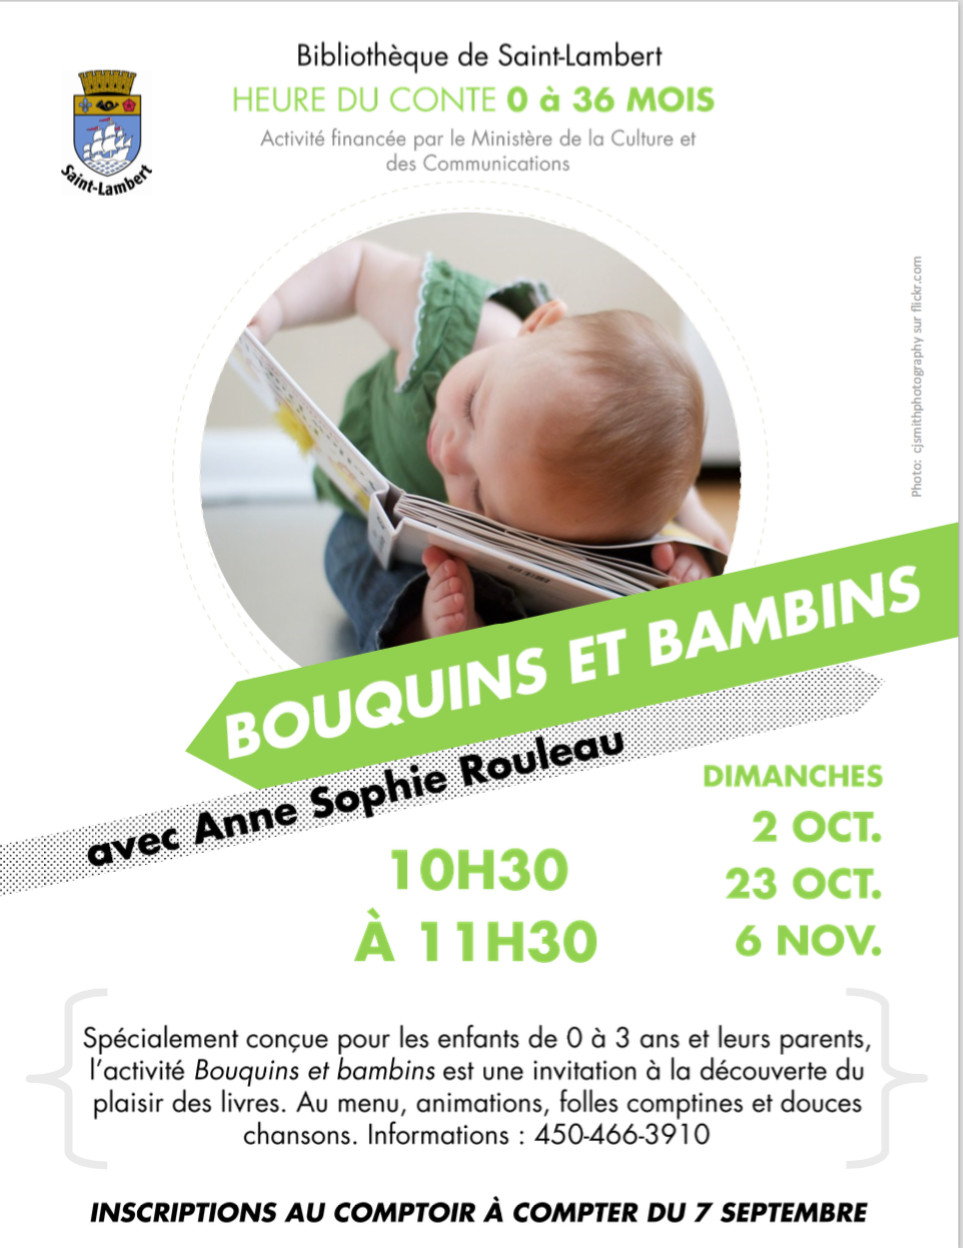 Bibliothèque de Saint-Lambert
HEURE DU CONTE 0 à 36 MOIS
Activité financée par le Ministère de la Culture et
des Communications
Saint-Lambert
Photo: cjsmithphotography sur flickr.com
BOUQUINS ET BAMBINS
avec Anne Sophie Rouleau
10H30
À 11H30
DIMANCHES
2 OCT.
23 OCT.
6 NOV.
Spécialement conçue pour les enfants de 0 à 3 ans et leurs parents,
l'activité Bouquins et bambins est une invitation à la découverte du
plaisir des livres. Au menu, animations, folles comptines et douces
chansons. Informations : 450-466-3910
INSCRIPTIONS AU COMPTOIR À COMPTER DU 7 SEPTEMBRE